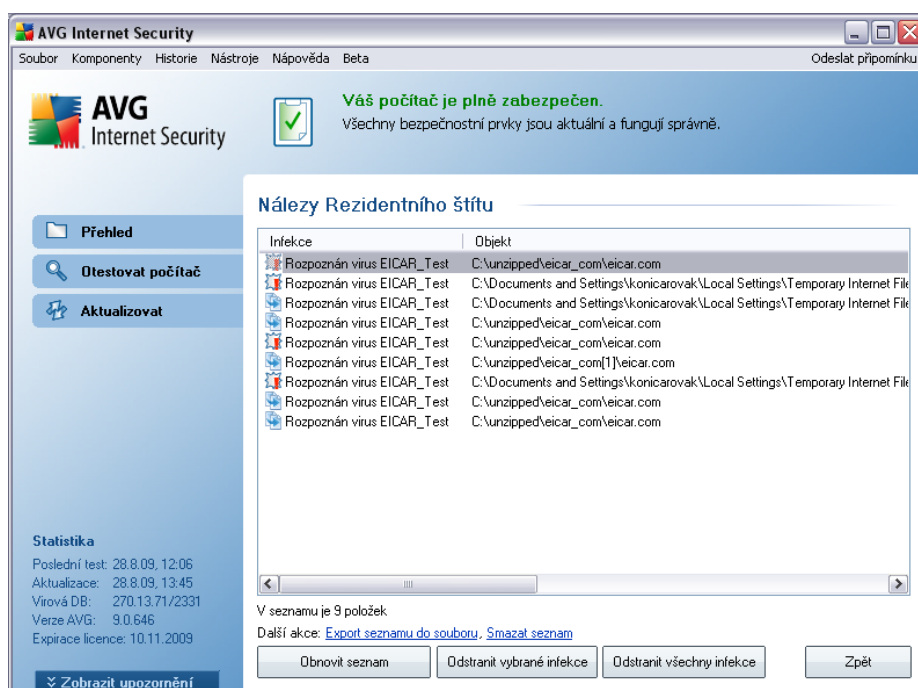 AVG Internet Security
Soubor Komponenty Historie Nástroje Nápověda Beta Odeslat připomínku
AVG
Internet Security
Váš počítač je plně zabezpečen.
Všechny bezpečnostní prvky jsou aktuální a fungují správně.
Přehled
Otestovat počítač
Aktualizovat
Nálezy Rezidentního štítu
Infekce Objekt
Rozpoznán virus EICAR_Test C:\unzipped\eicar_com\eicar.com
Rozpoznán virus EICAR_Test C:\Documents and Settings\konicarovak\Local Settings\Temporary Internet File
Rozpoznán virus EICAR_Test C:\Documents and Settings\konicarovak\Local Settings\Temporary Internet File
Rozpoznán virus EICAR_Test C:\unzipped\eicar_com\eicar.com
Rozpoznán virus EICAR_Test C:\unzipped\eicar_com\eicar.com
Rozpoznán virus EICAR_Test C:\unzipped\eicar_com[1]\eicar.com
Rozpoznán virus EICAR_Test C:\Documents and Settings\konicarovak\Local Settings\Temporary Internet File
Rozpoznán virus EICAR_Test C:\unzipped\eicar_com\eicar.com
Rozpoznán virus EICAR_Test C:\unzipped\eicar_com\eicar.com
V seznamu je 9 položek
Další akce: Export seznamu do souboru, Smazat seznam
Obnovit seznam Odstranit vybrané infekce Odstranit všechny infekce Zpět
Statistika
Poslední test: 28.8.09, 12:06
Aktualizace: 28.8.09, 13:45
Virová DB: 270.13.71/2331
Verze AVG: 9.0.646
Expirace licence: 10.11.2009
Zobrazit upozornění